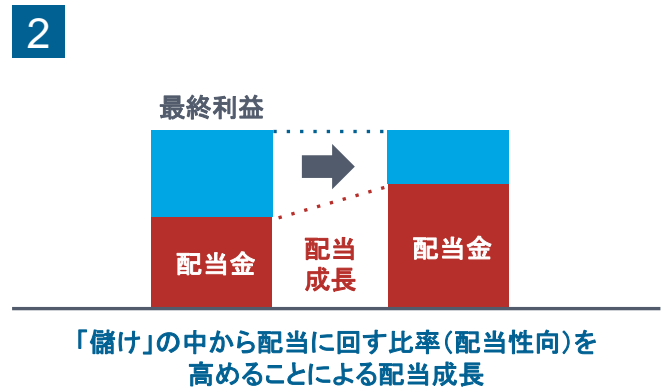 2
最終利益
配当金
配当
成長
配当金
「儲け」の中から配当に回す比率(配当性向)を
高めることによる配当成長